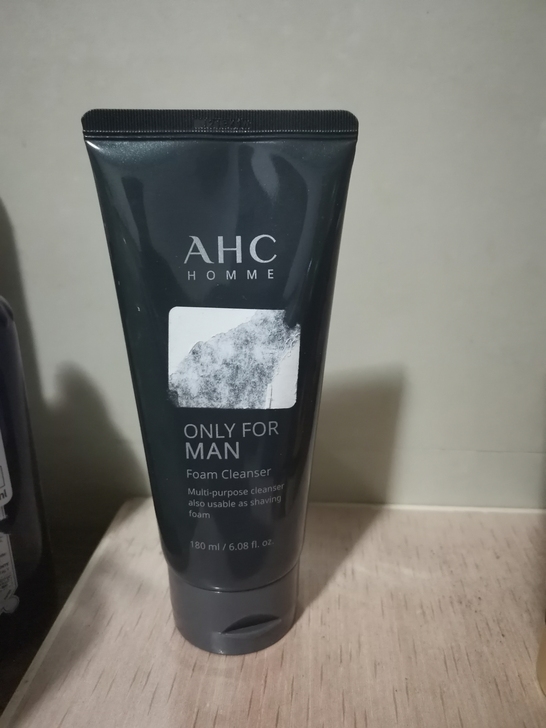 AHC
HOMME
ONLY FOR
MAN
Foam Cleanser
Multi-purpose cleanser
also usable as shaving
foam
180 ml / 6.08 fl. oz.
ml